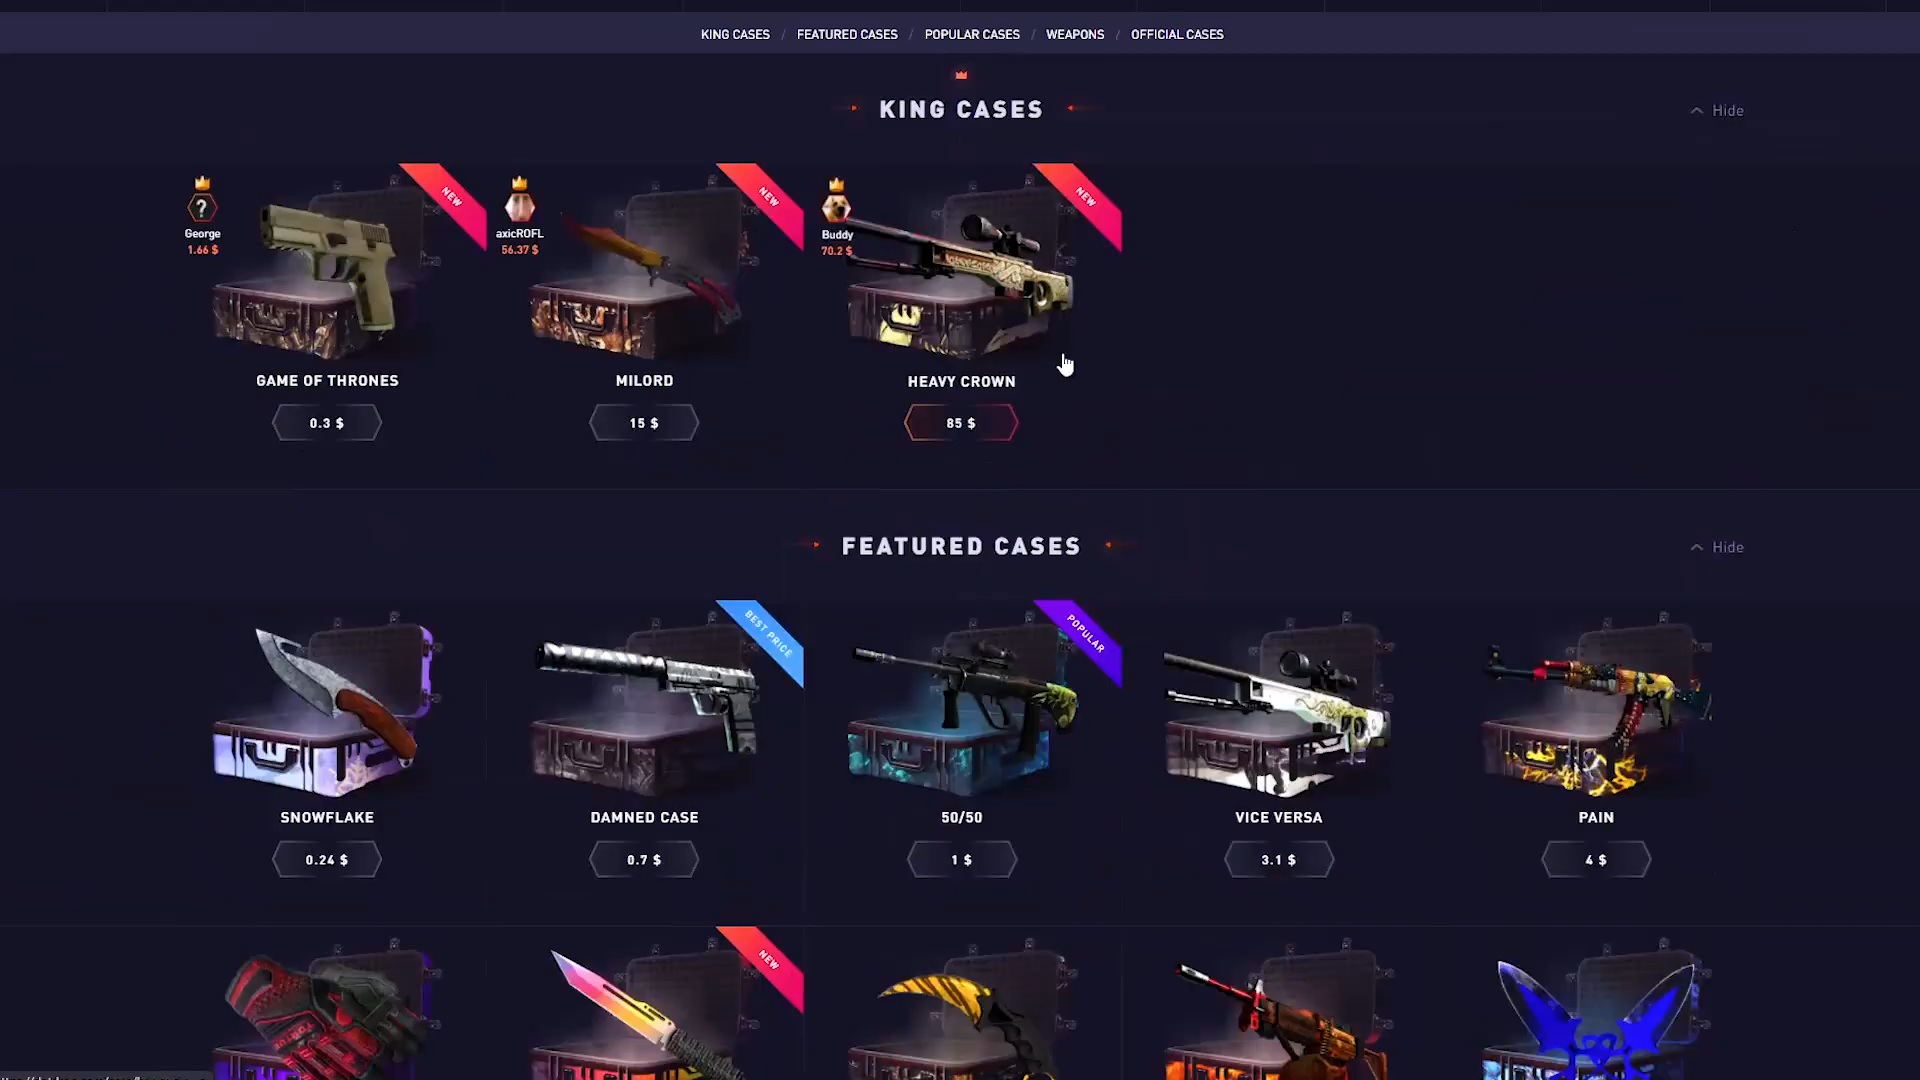 KING CASES / FEATURED CASES / POPULAR CASES / WEAPONS / OFFICIAL CASES
KING CASES
Hide
George
1.66 $
NEW
GAME OF THRONES
0.3 $
axicROFL
56.37 $
NEW
MILORD
15 $
Buddy
70.2 $
NEW
HEAVY CROWN
85 $
FEATURED CASES
Hide
SNOWFLAKE
0.24 $
BEST PRICE
DAMNED CASE
0.7 $
POPULAR
50/50
1 $
VICE VERSA
3.1 $
PAIN
4 $
NEW